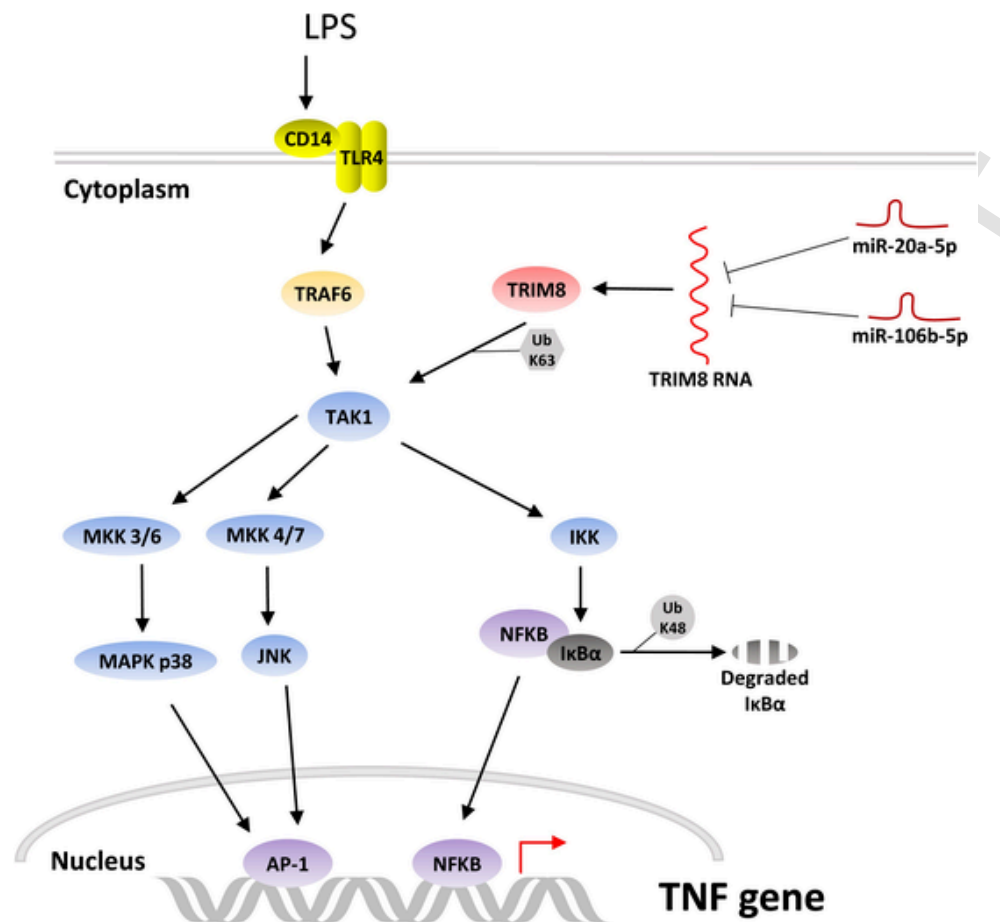 LPS
CD14
TLR4
Cytoplasm
miR-20a-5p
TRAF6
TRIM8
miR-106b-5p
Ub
K63
TRIM8 RNA
TAK1
MKK 3/6
MKK 4/7
IKK
Ub
K48
NFKB
IκBα
MAPK p38
JNK
Degraded
IκBα
Nucleus
AP-1
NFKB
TNF gene